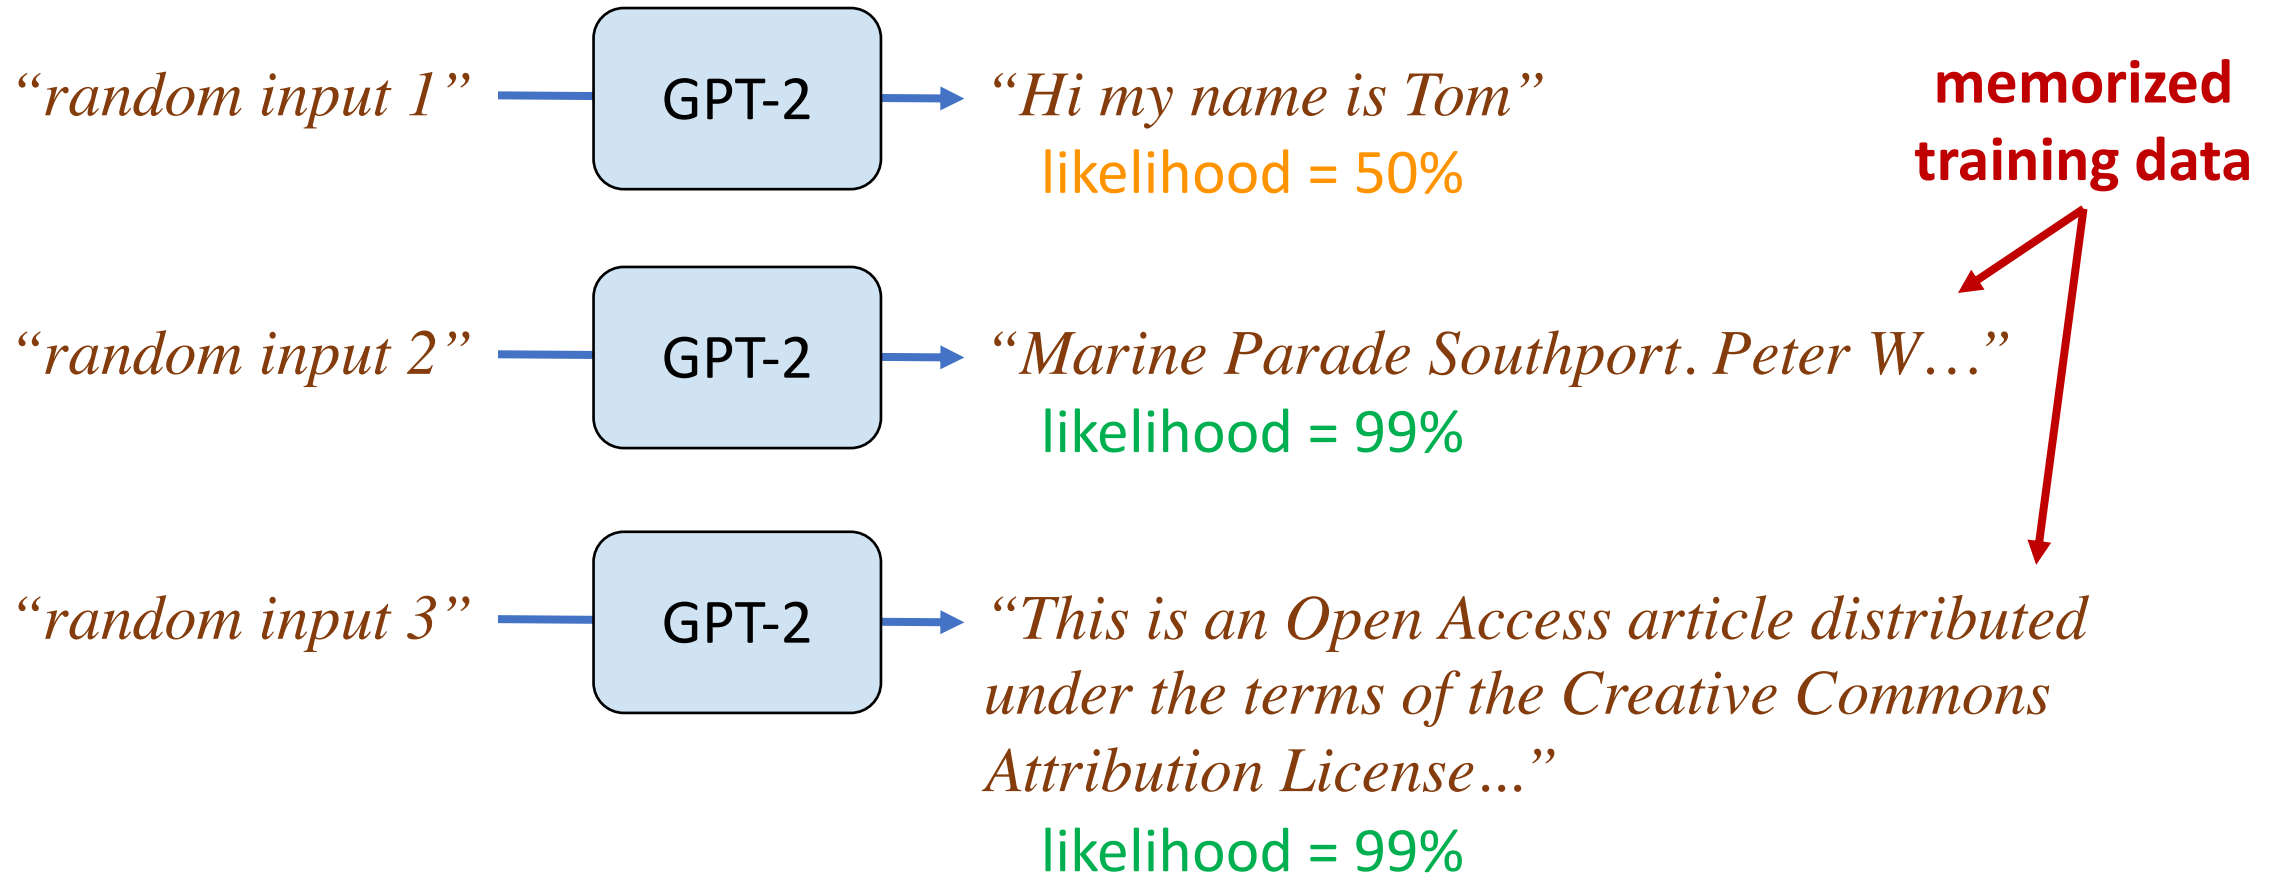 “random input 1”
GPT-2
“Hi my name is Tom”
likelihood = 50%
memorized
training data
“random input 2”
GPT-2
“Marine Parade Southport. Peter W…”
likelihood = 99%
“random input 3”
GPT-2
“This is an Open Access article distributed
under the terms of the Creative Commons
Attribution License...”
likelihood = 99%